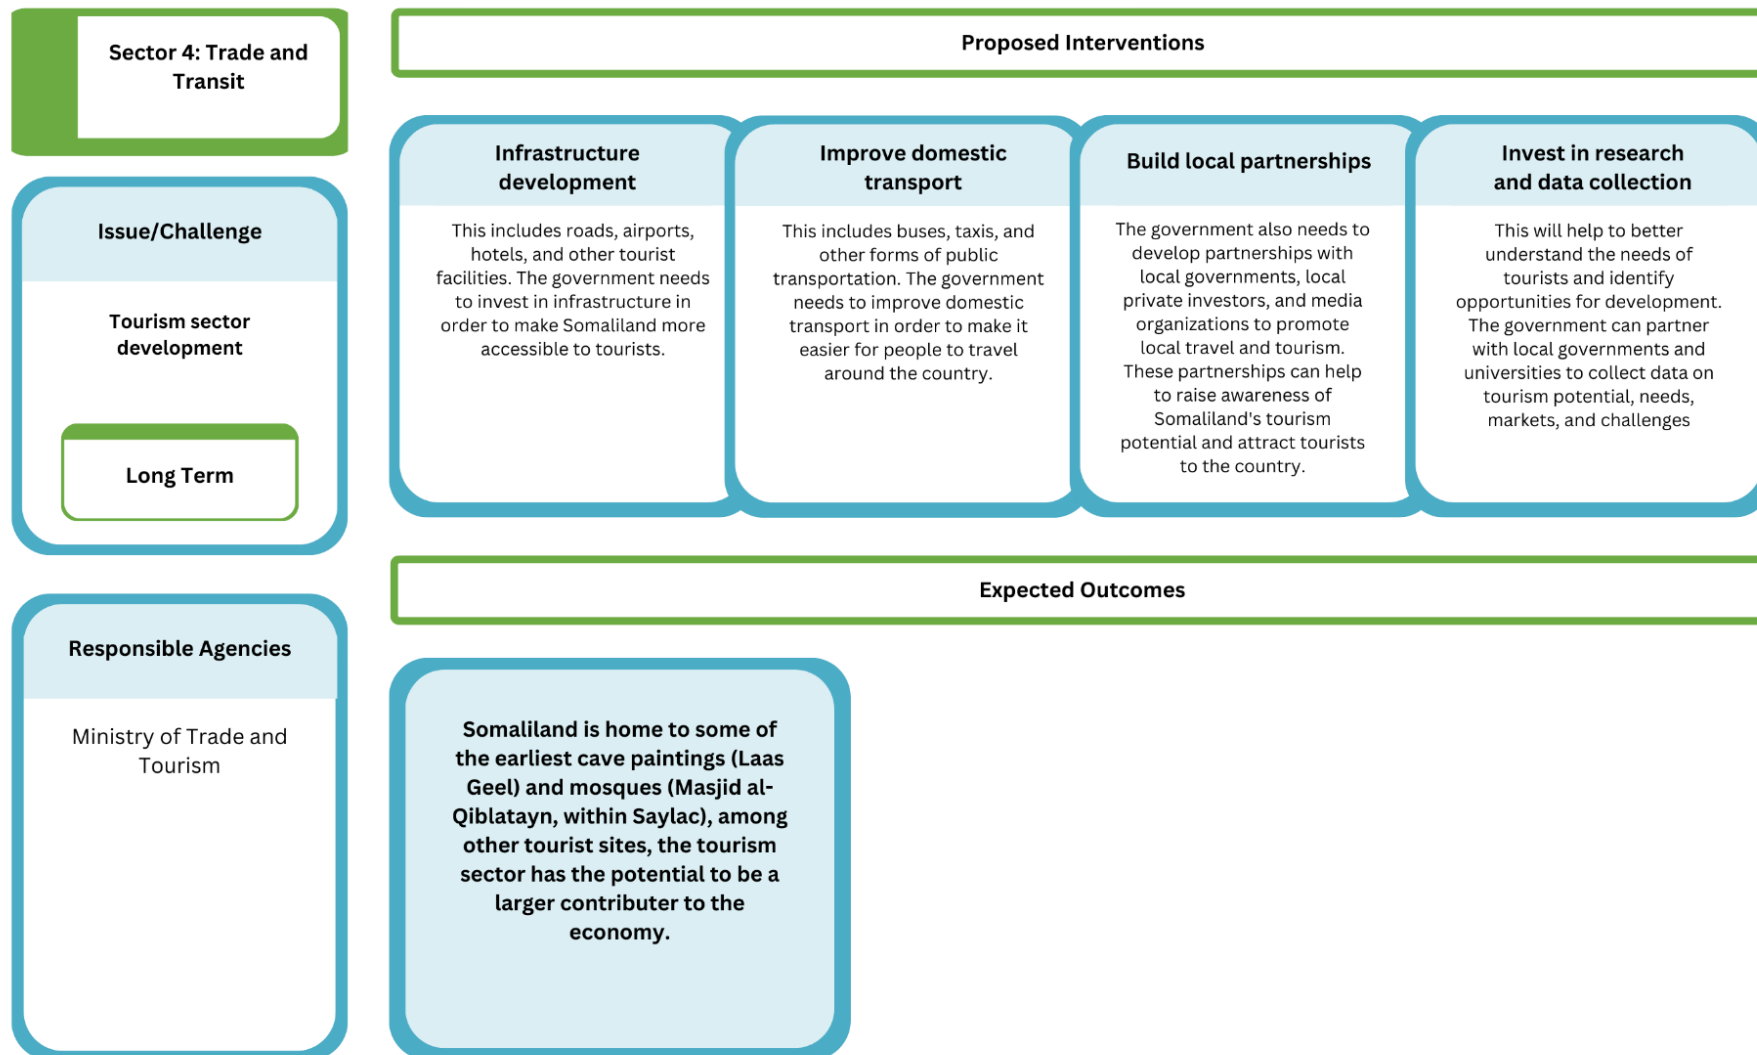 Sector 4: Trade and
Transit
Issue/Challenge
Tourism sector
development
Long Term
Responsible Agencies
Ministry of Trade and
Tourism
Proposed Interventions
Infrastructure
development
This includes roads, airports,
hotels, and other tourist
facilities. The government needs
to invest in infrastructure in
order to make Somaliland more
accessible to tourists.
Improve domestic
transport
This includes buses, taxis, and
other forms of public
transportation. The government
needs to improve domestic
transport in order to make it
easier for people to travel
around the country.
Build local partnerships
The government also needs to
develop partnerships with
local governments, local
private investors, and media
organizations to promote
local travel and tourism.
These partnerships can help
to raise awareness of
Somaliland's tourism
potential and attract tourists
to the country.
Invest in research
and data collection
This will help to better
understand the needs of
tourists and identify
opportunities for development.
The government can partner
with local governments and
universities to collect data on
tourism potential, needs,
markets, and challenges
Expected Outcomes
Somaliland is home to some of
the earliest cave paintings (Laas
Geel) and mosques (Masjid al-
Qiblatayn, within Saylac), among
other tourist sites, the tourism
sector has the potential to be a
larger contributer to the
economy.